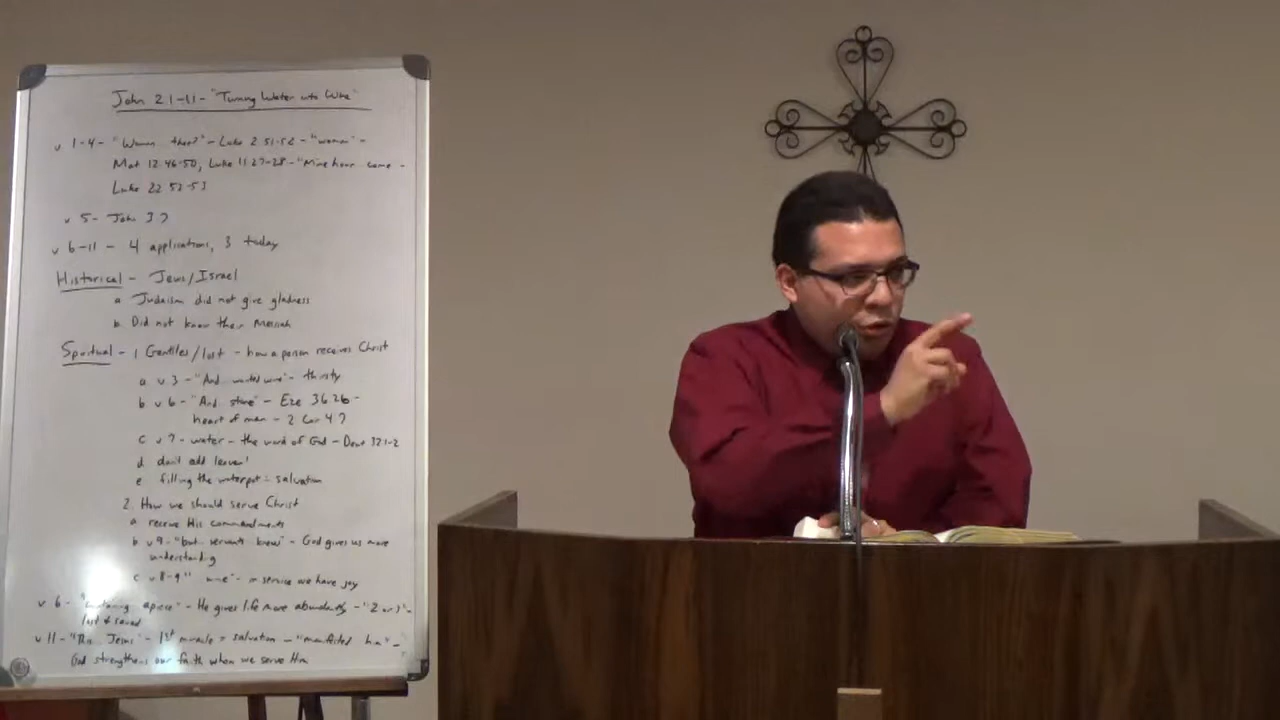 John 2 1-11 - "Turning Water into Wine"
v 1-4 - "Woman thee?" - Luke 2 51-52 - "woman" -
Mat 12 46-50, Luke 11 27-28 - "Mine hour come -
Luke 22 52-53
v 5 - John 3 7
v 6-11 - 4 applications, 3 today
Historical - Jews/Israel
a Judaism did not give gladness
b. Did not know their Messiah
Spiritual - 1 Gentiles/lost - how a person receives Christ
a v 3 - "And wanted wine" - thirsty
b v 6 - "And stone" - Eze 36 26 -
heart of man - 2 Cor 4 7
c v 7 - water - the word of God - Deut 32 1-2
d don't add leaven!
e filling the waterpot = salvation
2. How we should serve Christ
a receive His commandments
b v 9 - "but servants knew" - God gives us more
understanding
c v 8-9 " wine" - in service we have joy
v 6 - apiece" - He gives life more abundantly - "2 or 3" -
lost & saved
v 11 - "This Jesus" - 1st miracle = salvation - "manifested him" -
God strengthens our faith when we serve Him